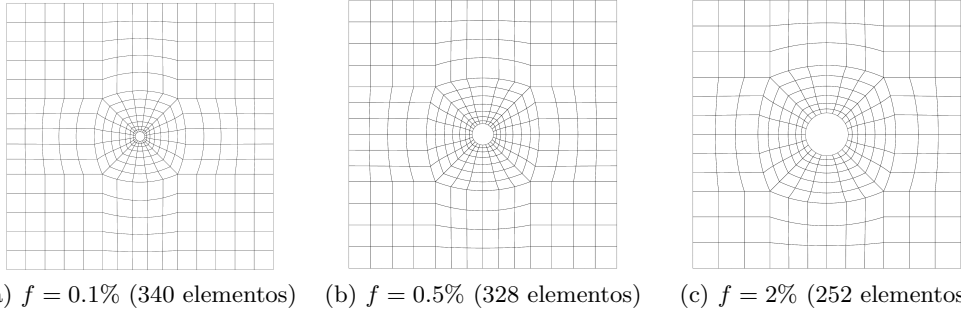 ) f = 0.1% (340 elementos)
(b) f = 0.5% (328 elementos)
(c) f = 2% (252 elementos